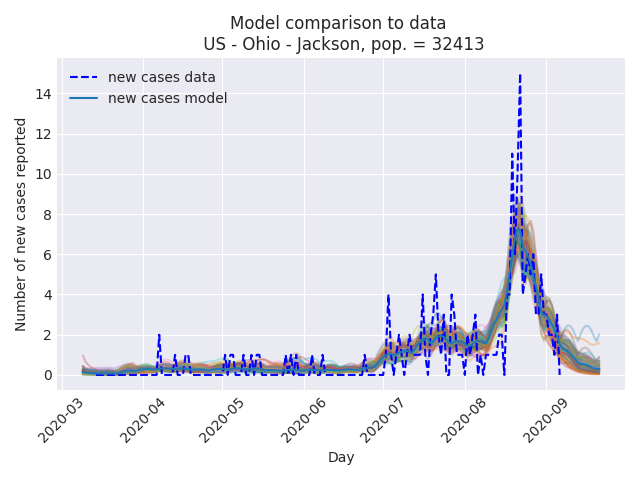 Model comparison to data
US - Ohio - Jackson, pop. = 32413
new cases data
new cases model
Number of new cases reported
14
12
10
8
6
4
2
0
2020-03
2020-04
2020-05
2020-06
2020-07
2020-08
2020-09
Day